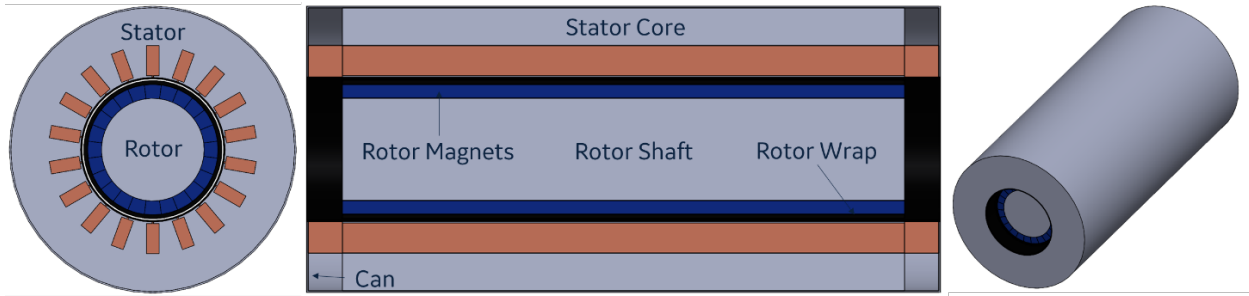 Stator
Rotor
Stator Core
Rotor Magnets
Rotor Shaft
Rotor Wrap
Can